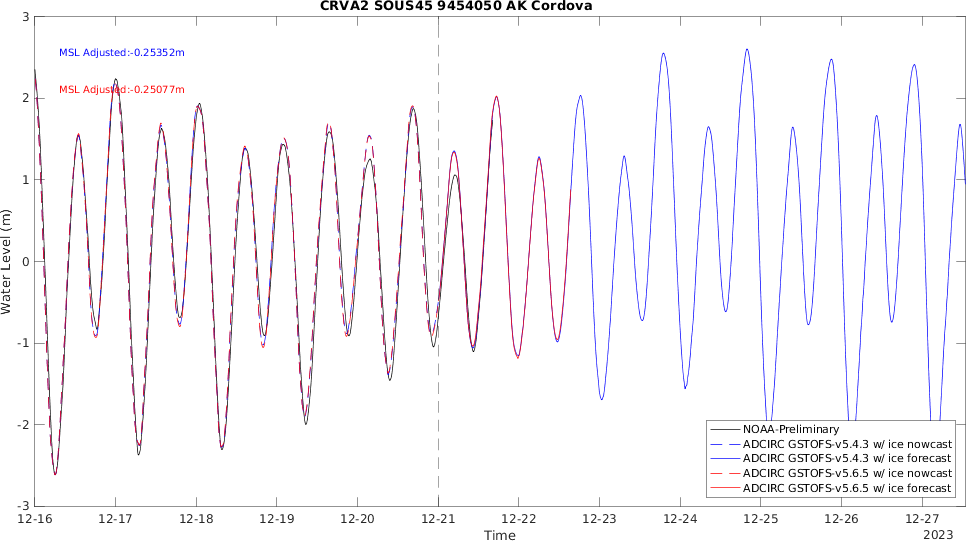 CRVA2 SOUS45 9454050 AK Cordova
MSL Adjusted:-0.25352m
MSL Adjusted:-0.25077m
3
2
1
0
-1
-2
-3
Water Level (m)
NOAA-Preliminary
ADCIRC GSTOFS-v5.4.3 w/ ice nowcast
ADCIRC GSTOFS-v5.4.3 w/ ice forecast
ADCIRC GSTOFS-v5.6.5 w/ ice nowcast
ADCIRC GSTOFS-v5.6.5 w/ ice forecast
12-16 12-17 12-18 12-19 12-20 12-21 12-22 12-23 12-24 12-25 12-26 12-27
Time 2023